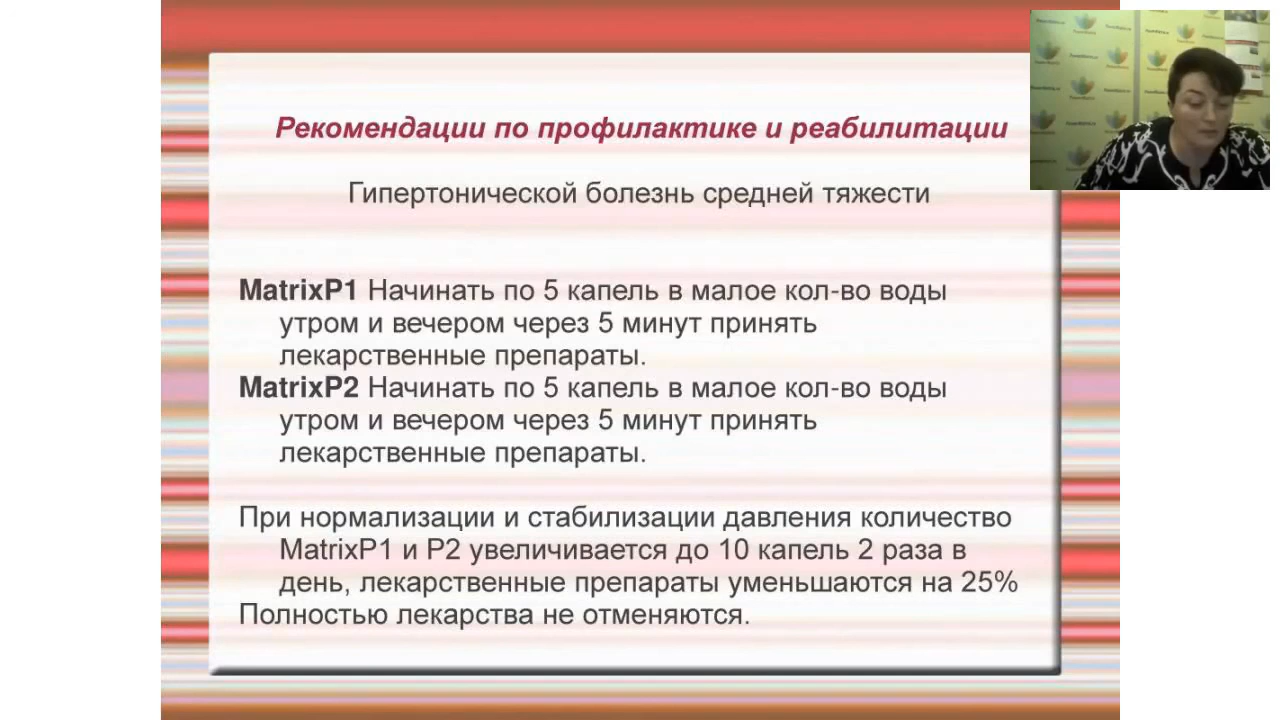 Рекомендации по профилактике и реабилитации
Гипертонической болезнь средней тяжести
MatrixP1 Начинать по 5 капель в малое кол-во воды
утром и вечером через 5 минут принять
лекарственные препараты.
MatrixP2 Начинать по 5 капель в малое кол-во воды
утром и вечером через 5 минут принять
лекарственные препараты.
При нормализации и стабилизации давления количество
MatrixP1 и P2 увеличивается до 10 капель 2 раза в
день, лекарственные препараты уменьшаются на 25%
Полностью лекарства не отменяются.